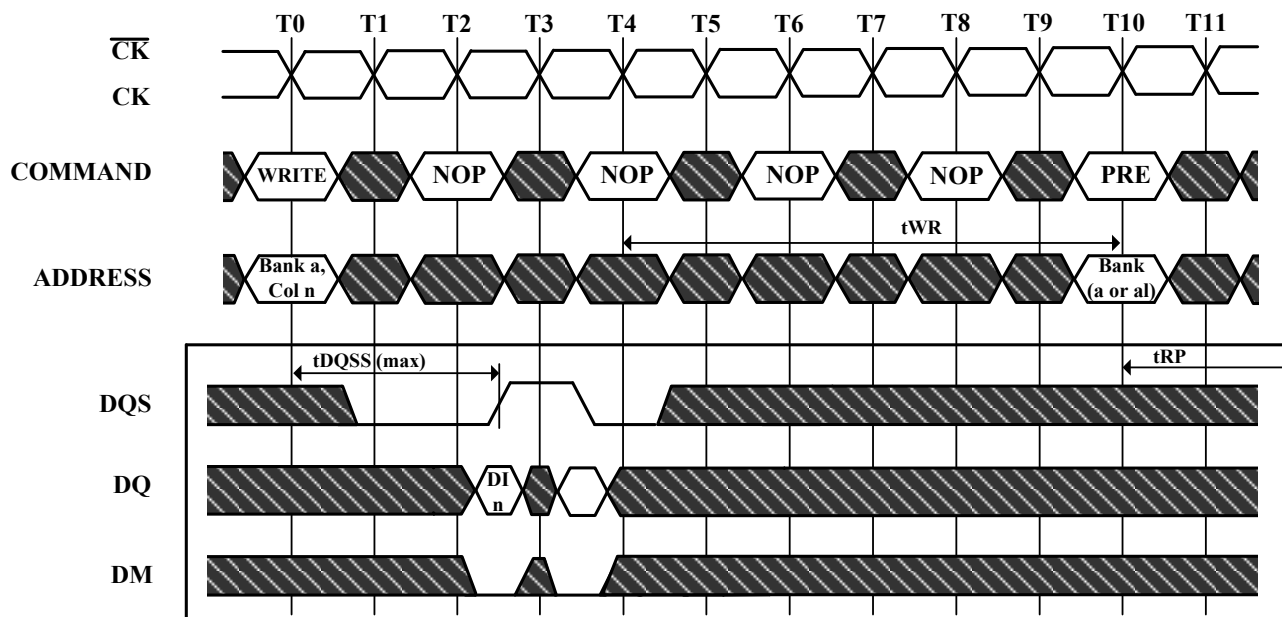 T0 T1 T2 T3 T4 T5 T6 T7 T8 T9 T10 T11
CK
CK
COMMAND
WRITE NOP NOP NOP NOP PRE
tWR
ADDRESS
Bank a,
Col n
Bank
(a or al)
tDQSS (max)
tRP
DQS
DQ
DI
n
DM